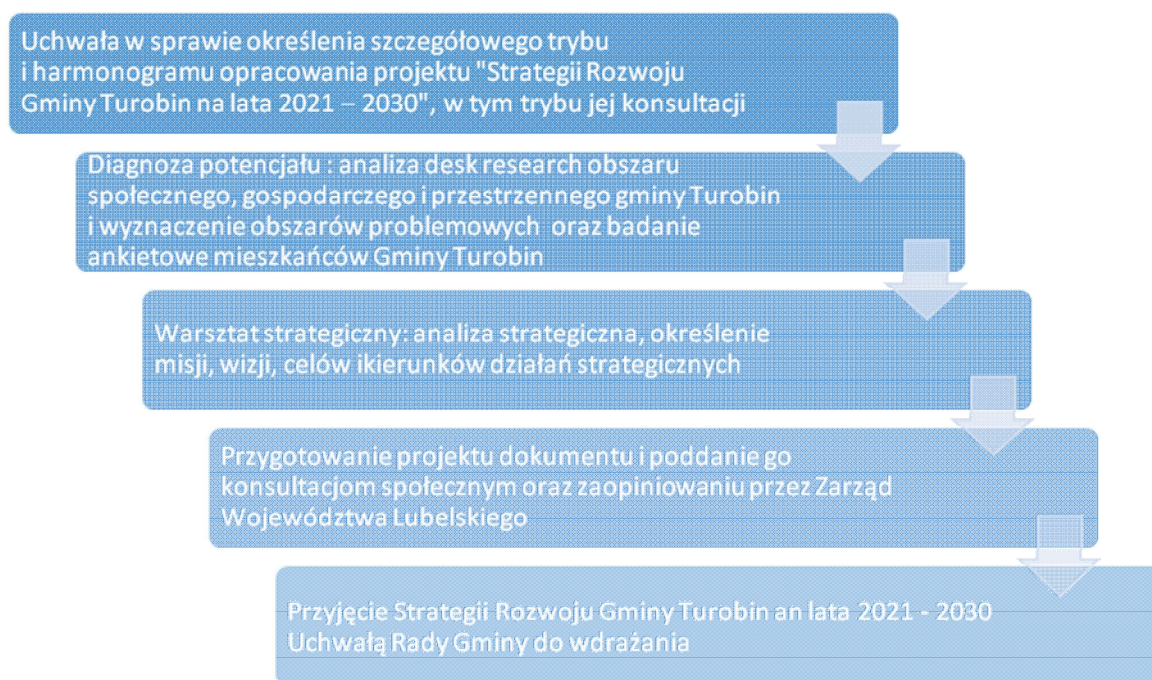 Uchwała w sprawie określenia szczegółowego trybu
i harmonogramu opracowania projektu "Strategii Rozwoju
Gminy Turobin na lata 2021 – 2030", w tym trybu jej konsultacji
Diagnoza potencjału : analiza desk research obszaru
społecznego, gospodarczego i przestrzennego gminy Turobin
i wyznaczenie obszarów problemowych oraz badanie
ankietowe mieszkańców Gminy Turobin
Warsztat strategiczny: analiza strategiczna, określenie
misji, wizji, celów ikierunków działań strategicznych
Przygotowanie projektu dokumentu i poddanie go
konsultacjom społecznym oraz zaopiniowaniu przez Zarząd
Województwa Lubelskiego
Przyjęcie Strategii Rozwoju Gminy Turobin an lata 2021 - 2030
Uchwałą Rady Gminy do wdrażania